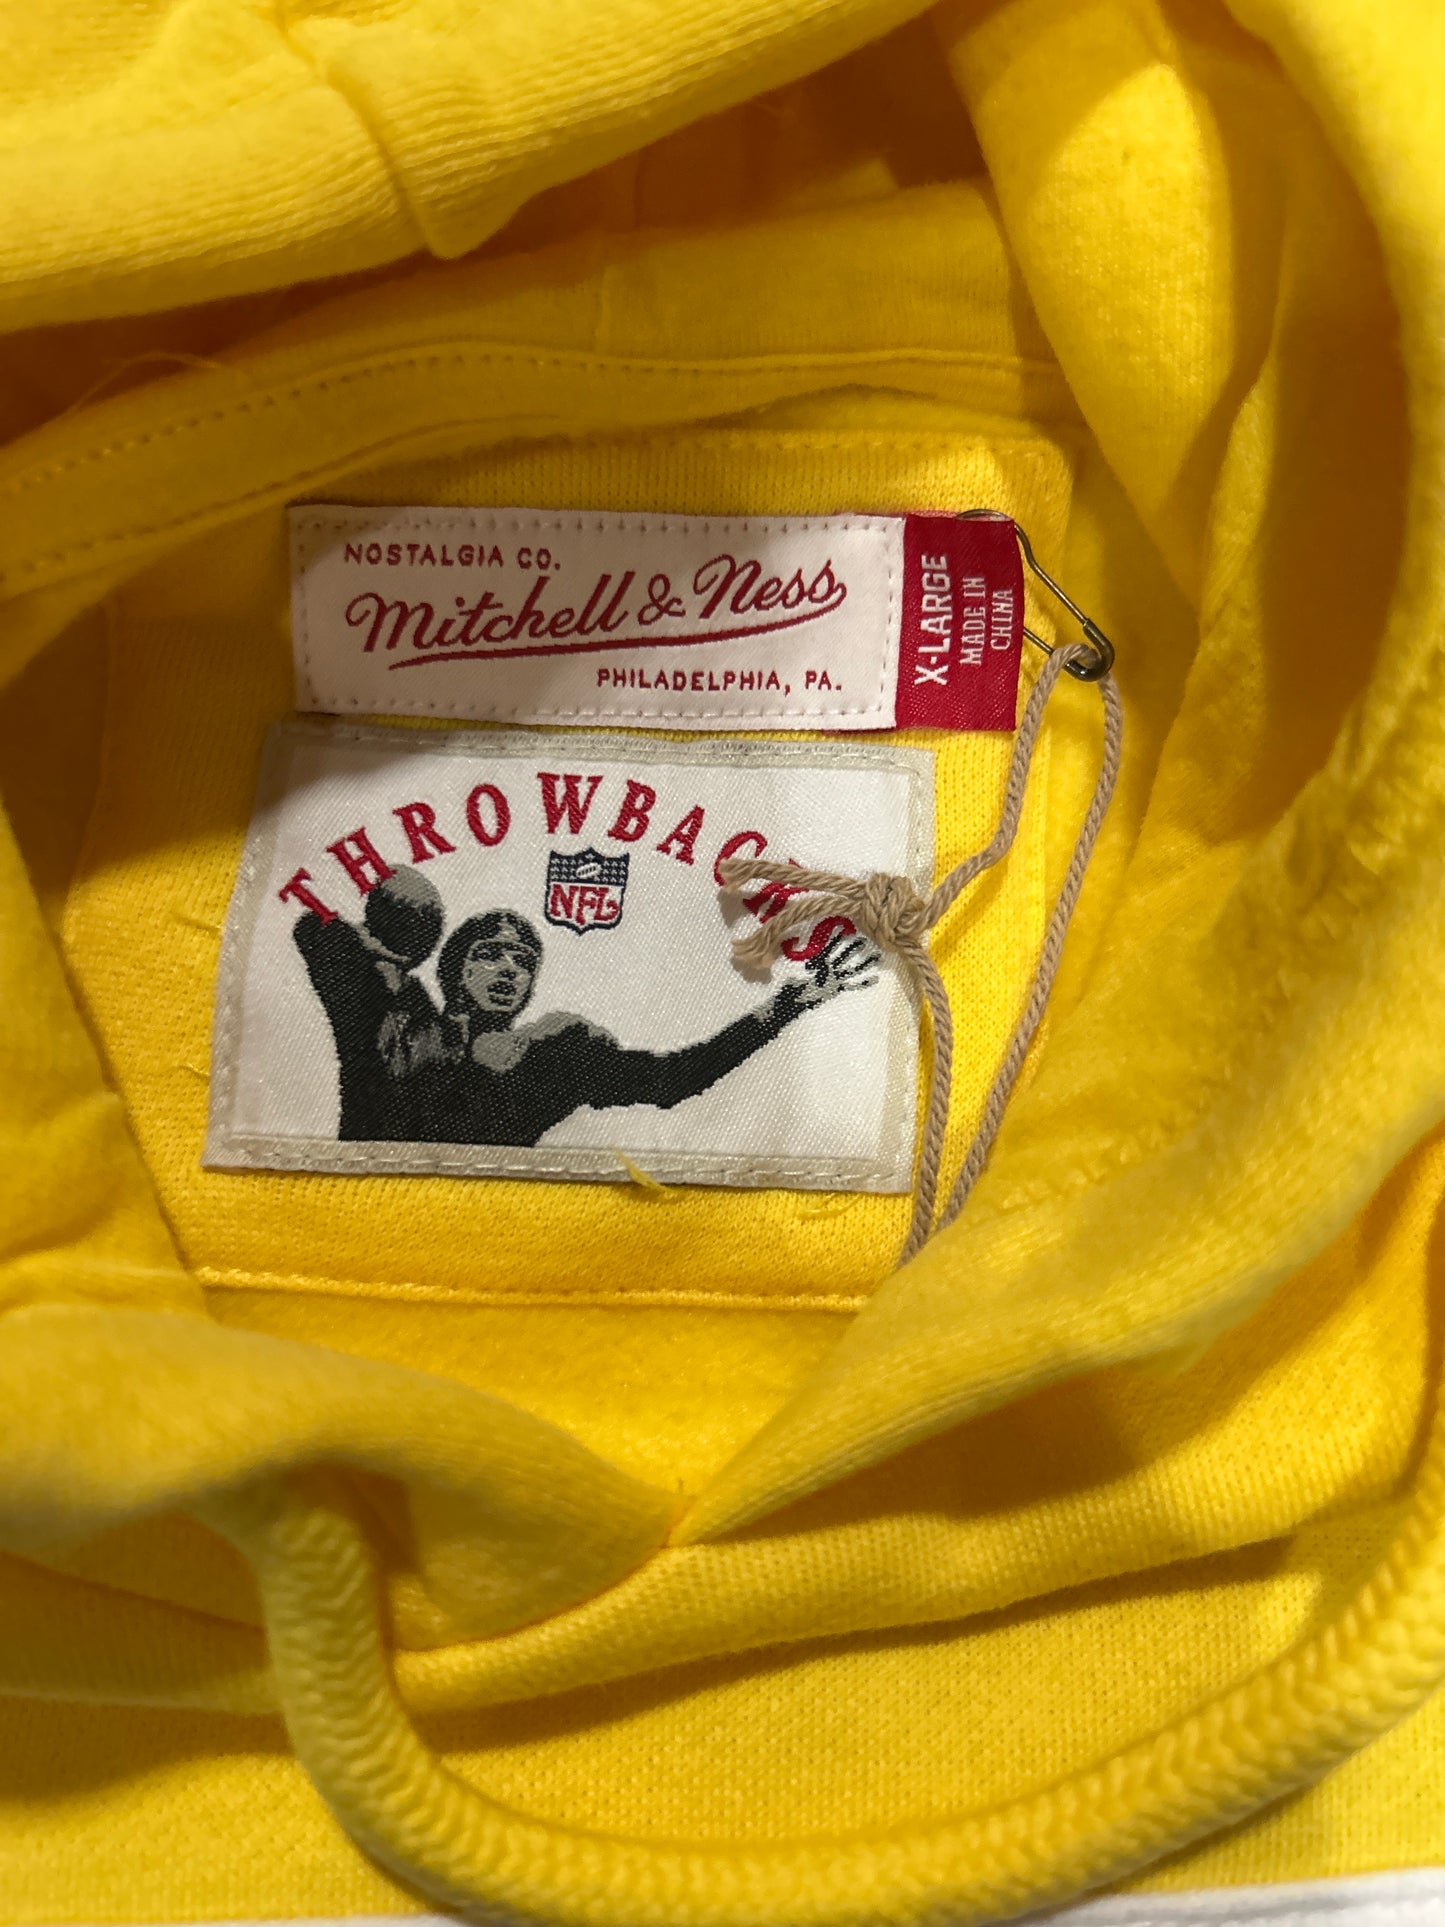 NOSTALGIA CO.
Mitchell & Ness
PHILADELPHIA, PA.
X-LARGE
MADE IN
CHINA
THROWBACKS
NFL